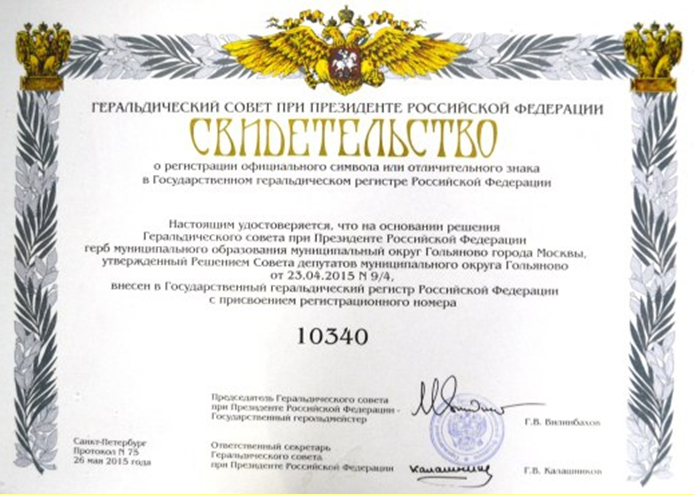 ГЕРАЛЬДИЧЕСКИЙ СОВЕТ ПРИ ПРЕЗИДЕНТЕ РОССИЙСКОЙ ФЕДЕРАЦИИ
СВИДЕТЕЛЬСТВО
о регистрации официального символа или отличительного знака
в Государственном геральдическом регистре Российской Федерации
Настоящим удостоверяется, что на основании решения
Геральдического совета при Президенте Российской Федерации
герб муниципального образования муниципальный округ Гольяново города Москвы,
утвержденный Решением Совета депутатов муниципального округа Гольяново
от 23.04.2015 N 9/4,
внесен в Государственный геральдический регистр Российской Федерации
с присвоением регистрационного номера
10340
Председатель Геральдического совета
при Президенте Российской Федерации -
Государственный герольдмейстер
Г.В. Вилинбахов
Санкт-Петербург
Протокол N 75
26 мая 2015 года
Ответственный секретарь
Геральдического совета
при Президенте Российской Федерации
Г.В. Калашников